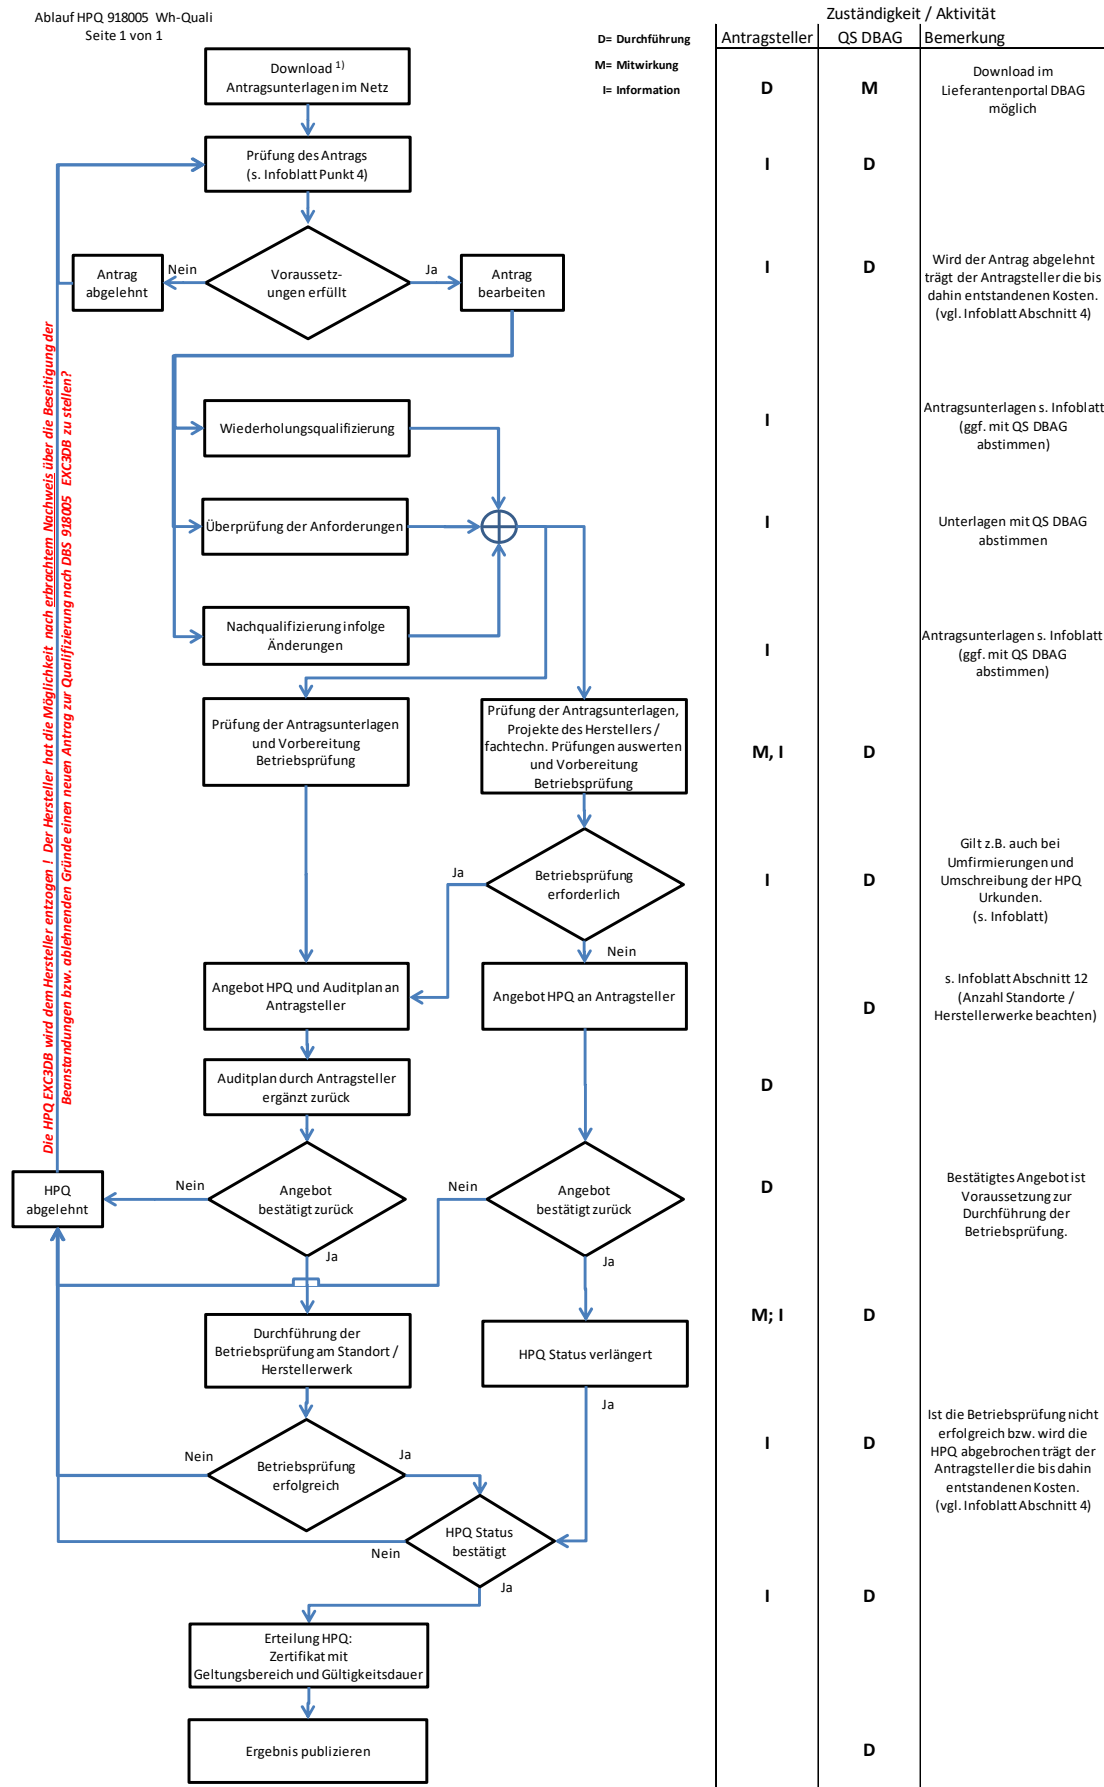 Ablauf HPQ 918005 Wh-Quali
Seite 1 von 1
D= Durchführung
M= Mitwirkung
I= Information
Zuständigkeit / Aktivität
Antragsteller
QS DBAG
Bemerkung
Download 1)
Antragsunterlagen im Netz
D
M
Download im
Lieferantenportal DBAG
möglich
Prüfung des Antrags
(s. Infoblatt Punkt 4)
I
D
Antrag
abgelehnt
Nein
Voraussetz-
ungen erfüllt
Ja
Antrag
bearbeiten
I
D
Wird der Antrag abgelehnt
trägt der Antragsteller die bis
dahin entstandenen Kosten.
(vgl. Infoblatt Abschnitt 4)
Die HPQ EXC3DB wird dem Hersteller entzogen ! Der Hersteller hat die Möglichkeit nach erbrachtem Nachweis über die Beseitigung der
Beanstandungen bzw. ablehnenden Gründe einen neuen Antrag zur Qualifizierung nach DBS 918005 EXC3DB zu stellen?
Wiederholungsqualifizierung
I
Antragsunterlagen s. Infoblatt
(ggf. mit QS DBAG
abstimmen)
Überprüfung der Anforderungen
I
Unterlagen mit QS DBAG
abstimmen
Nachqualifizierung infolge
Änderungen
I
Antragsunterlagen s. Infoblatt
(ggf. mit QS DBAG
abstimmen)
Prüfung der Antragsunterlagen
und Vorbereitung
Betriebsprüfung
Prüfung der Antragsunterlagen,
Projekte des Herstellers /
fachtechn. Prüfungen auswerten
und Vorbereitung
Betriebsprüfung
M, I
D
Ja
Betriebsprüfung
erforderlich
Nein
I
D
Gilt z.B. auch bei
Umfirmierungen und
Umschreibung der HPQ
Urkunden.
(s. Infoblatt)
Angebot HPQ und Auditplan an
Antragsteller
Angebot HPQ an Antragsteller
D
s. Infoblatt Abschnitt 12
(Anzahl Standorte /
Herstellerwerke beachten)
Auditplan durch Antragsteller
ergänzt zurück
D
HPQ
abgelehnt
Nein
Angebot
bestätigt zurück
Ja
Nein
Angebot
bestätigt zurück
Ja
D
Bestätigtes Angebot ist
Voraussetzung zur
Durchführung der
Betriebsprüfung.
Durchführung der
Betriebsprüfung am Standort /
Herstellerwerk
HPQ Status verlängert
Ja
M; I
D
Nein
Betriebsprüfung
erfolgreich
Ja
I
D
Ist die Betriebsprüfung nicht
erfolgreich bzw. wird die
HPQ abgebrochen trägt der
Antragsteller die bis dahin
entstandenen Kosten.
(vgl. Infoblatt Abschnitt 4)
Nein
HPQ Status
bestätigt
Ja
I
D
Erteilung HPQ:
Zertifikat mit
Geltungsbereich und Gültigkeitsdauer
Ergebnis publizieren
D